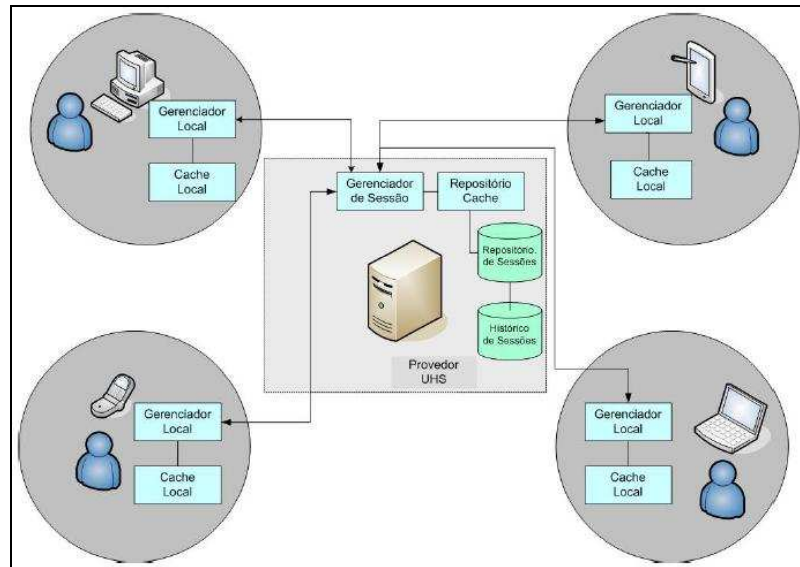 Gerenciador
Local
Cache
Local
Gerenciador
Local
Cache
Local
Gerenciador
de Sessão
Repositório
Cache
Repositório.
de Sessões
Histórico
de Sessões
Provedor
UHS
Gerenciador
Local
Cache
Local
Gerenciador
Local
Cache
Local